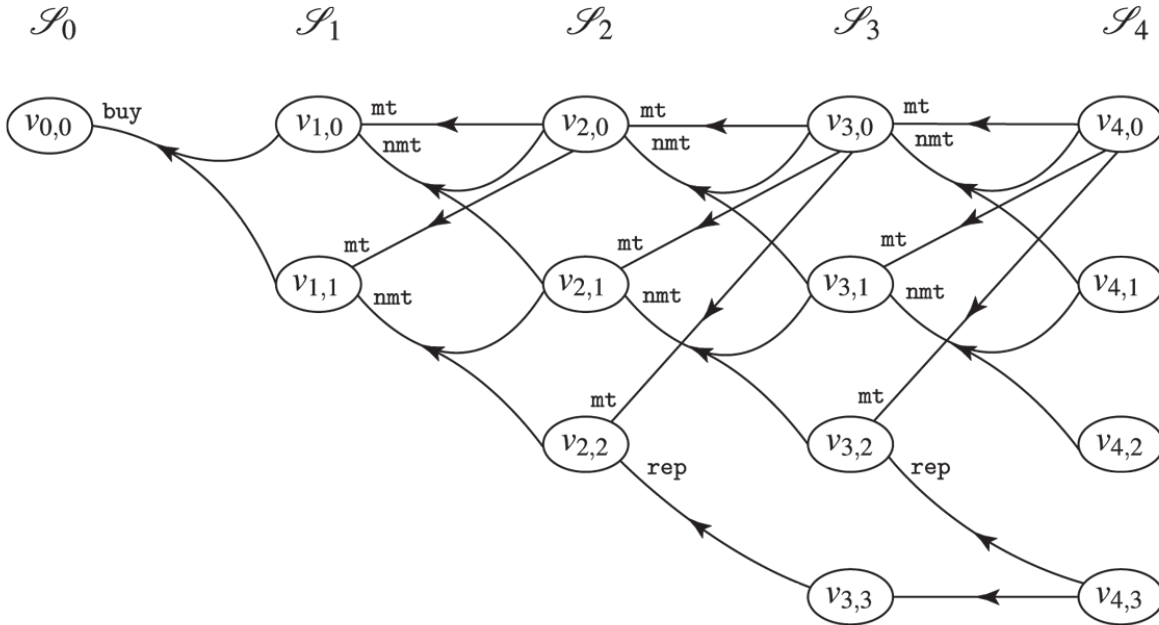 𝒮0 𝒮1 𝒮2 𝒮3 𝒮4
v0,0 buy v1,0 mt v2,0 mt v3,0 mt v4,0
nmt nmt nmt
mt mt mt
v1,1 v2,1 v3,1 v4,1
nmt nmt nmt
mt mt
v2,2 v3,2 v4,2
rep rep
v3,3 v4,3